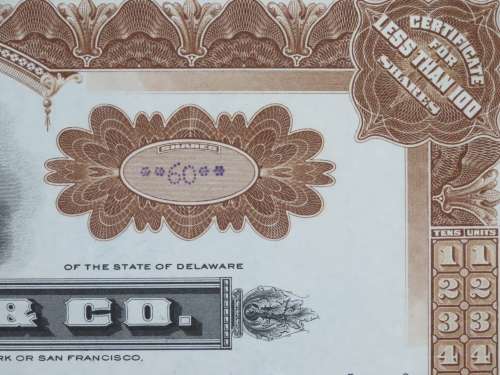 CERTIFICATE
FOR
LESS THAN 100
SHARES
SHARES
**60**
OF THE STATE OF DELAWARE
TENS UNITS
1 1
2 2
& CO.
3 3
RK OR SAN FRANCISCO,
4 4